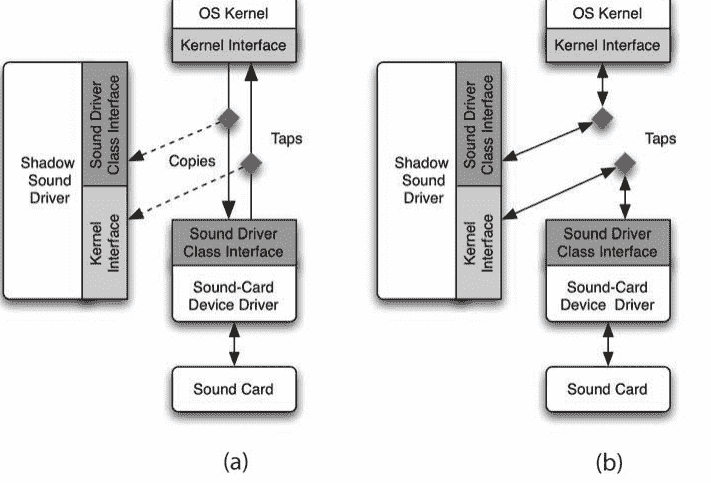 OS Kernel
Kernel Interface
Sound Driver
Class Interface
Shadow
Sound
Driver
Kernel
Interface
Copies
Taps
Sound Driver
Class Interface
Sound-Card
Device Driver
Sound Card
(a)
OS Kernel
Kernel Interface
Sound Driver
Class Interface
Shadow
Sound
Driver
Kernel
Interface
Taps
Sound Driver
Class Interface
Sound-Card
Device Driver
Sound Card
(b)